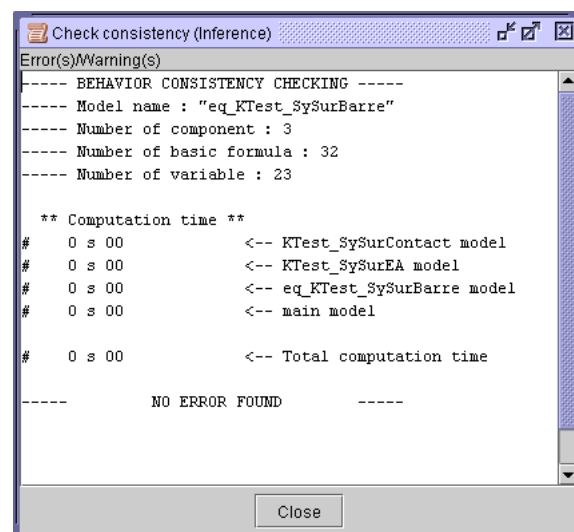 Check consistency (Inference)
Error(s)/Warning(s)
----- BEHAVIOR CONSISTENCY CHECKING -----
----- Model name : "eq_KTest_SySurBarre"
----- Number of component : 3
----- Number of basic formula : 32
----- Number of variable : 23
** Computation time **
# 0 s 00 <-- KTest_SySurContact model
# 0 s 00 <-- KTest_SySurEA model
# 0 s 00 <-- eq_KTest_SySurBarre model
# 0 s 00 <-- main model
# 0 s 00 <-- Total computation time
----- NO ERROR FOUND -----
Close